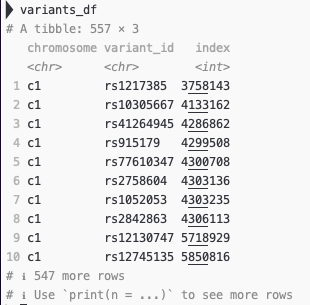 variants_df
# A tibble: 557 × 3
chromosome variant_id index
<chr> <chr> <int>
1 c1 rs1217385 3758143
2 c1 rs10305667 4133162
3 c1 rs41264945 4286862
4 c1 rs915179 4299508
5 c1 rs77610347 4300708
6 c1 rs2758604 4303136
7 c1 rs1052053 4303235
8 c1 rs2842863 4306113
9 c1 rs12130747 5718929
10 c1 rs12745135 5850816
# ℹ 547 more rows
# ℹ Use `print(n = ...)` to see more rows